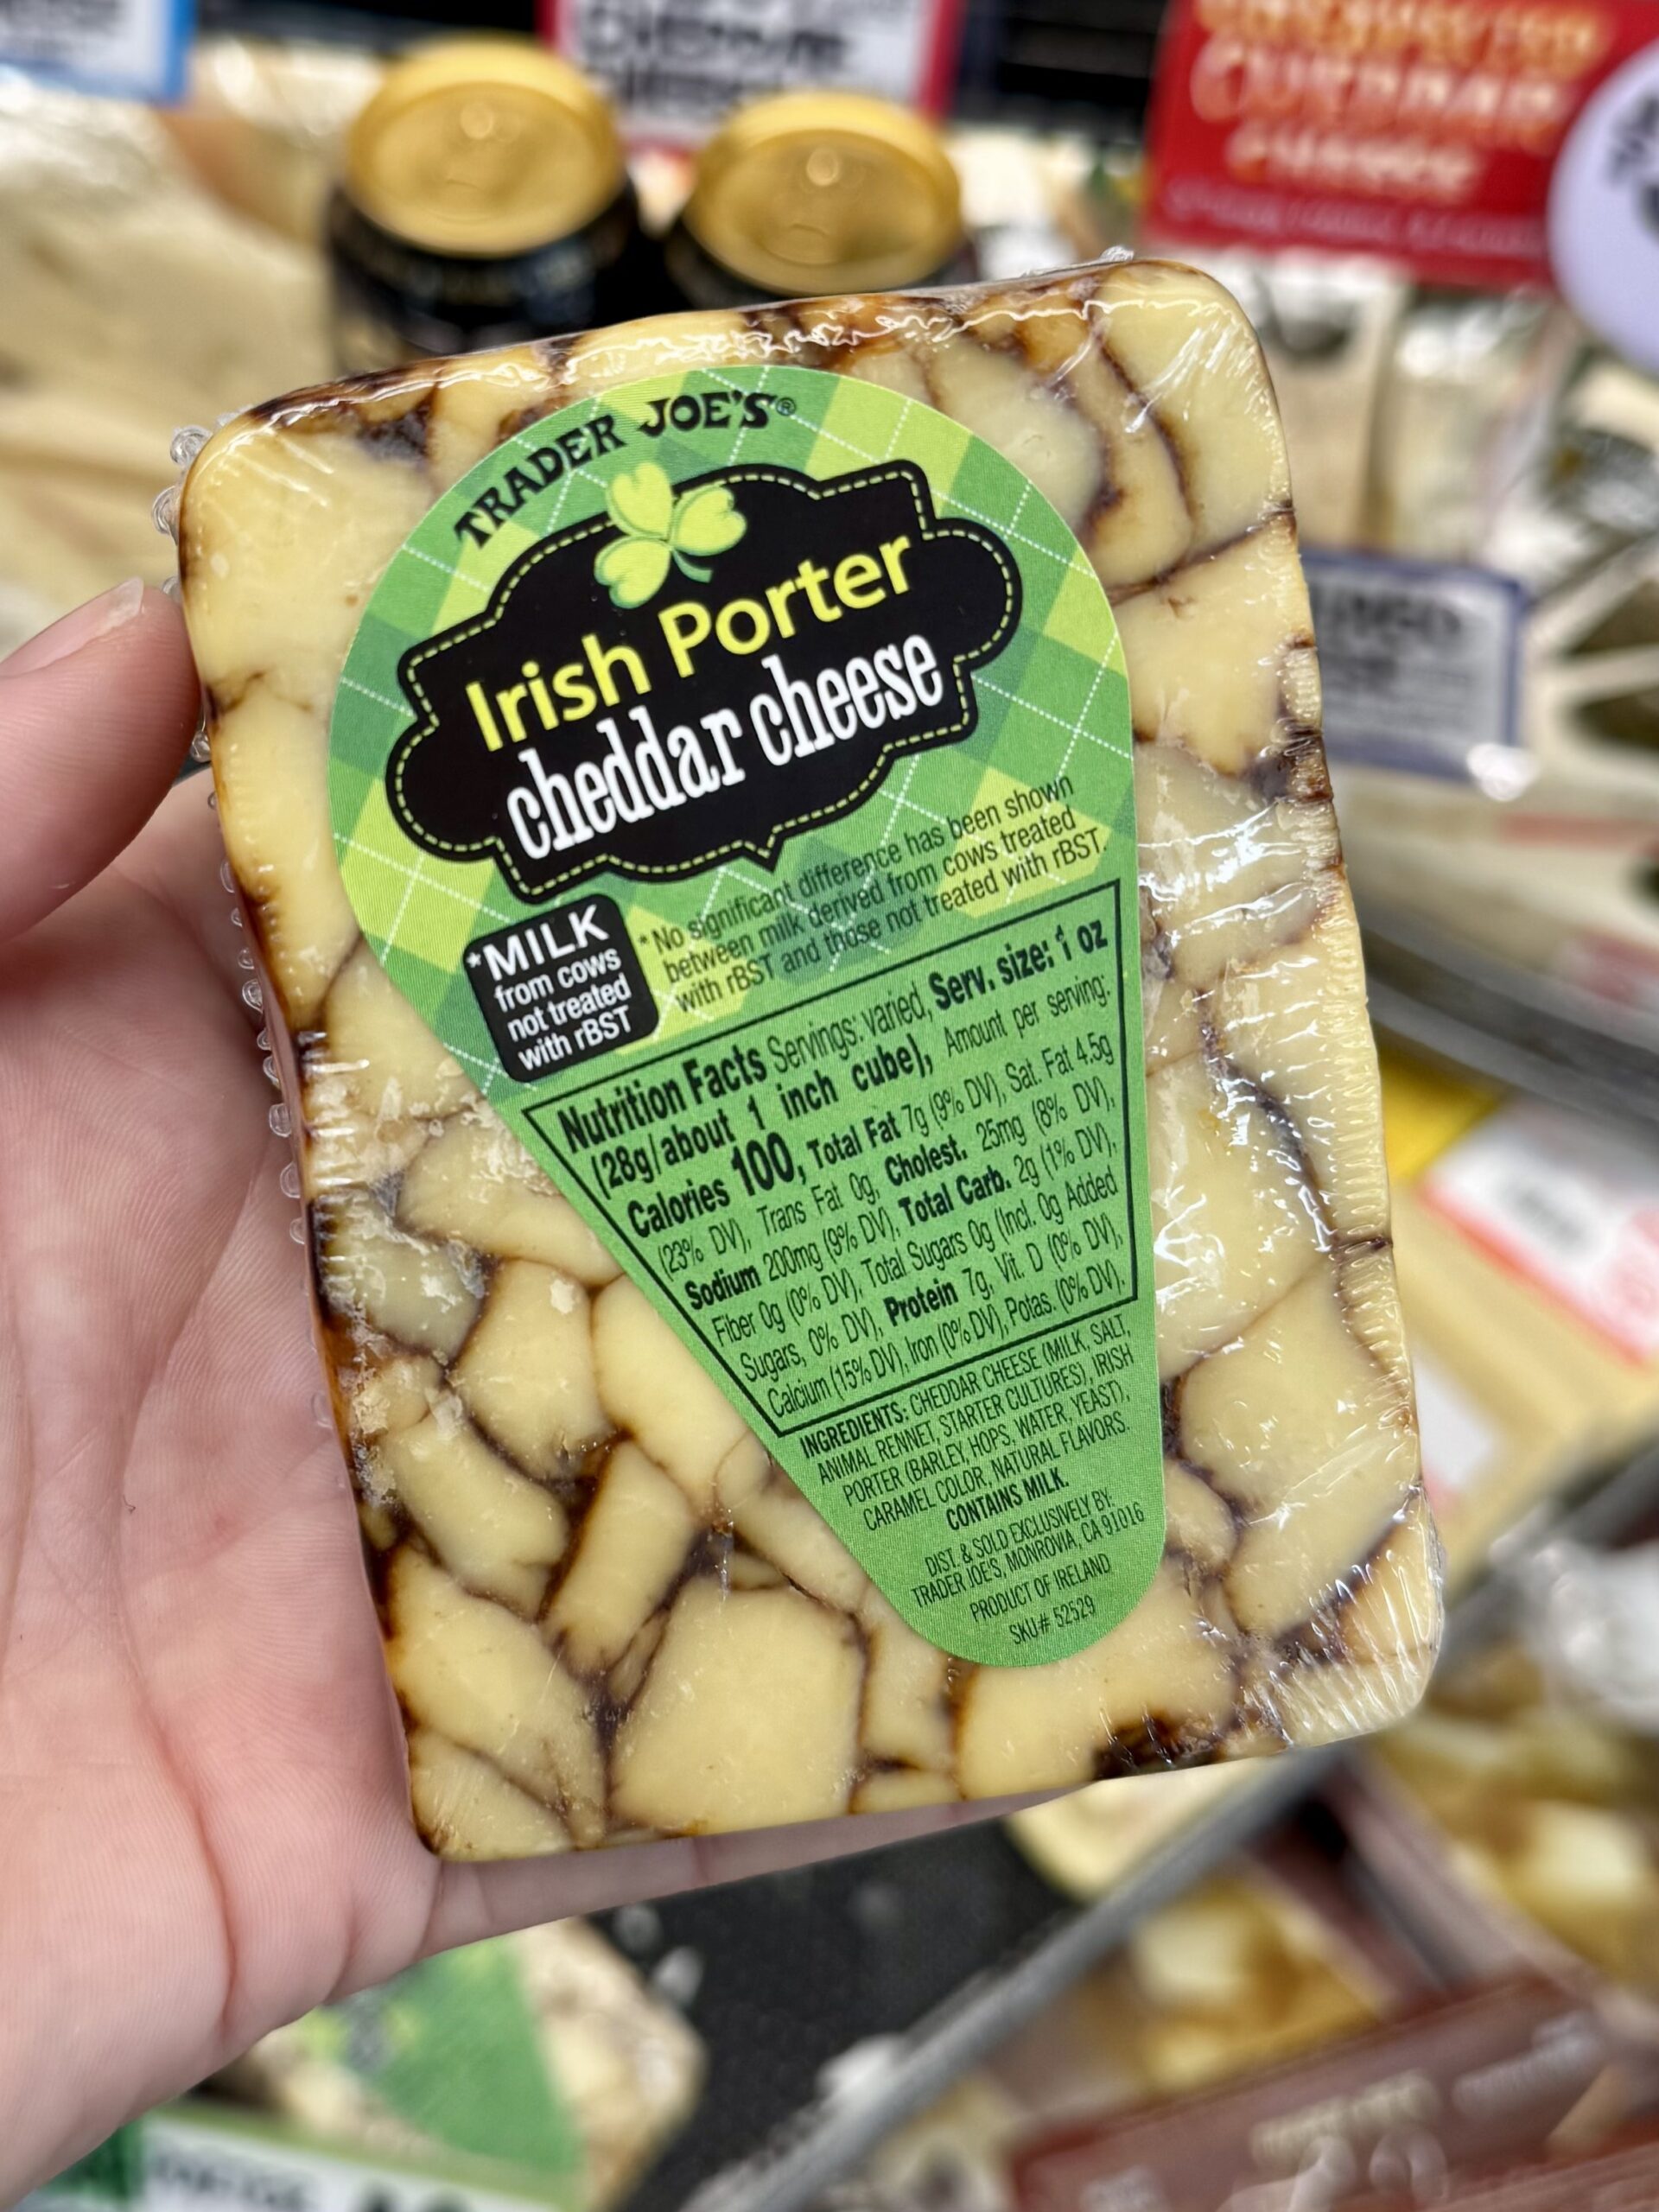 TRADER JOE'S®
Irish Porter
cheddar cheese
*MILK
from cows
not treated
with rBST
*No significant difference has been shown
between milk derived from cows treated
with rBST and those not treated with rBST.
Nutrition Facts Servings: varied, Serv. size: 1 oz
(28g/about 1 inch cube), Amount per serving:
Calories 100, Total Fat 7g (9% DV), Sat. Fat 4.5g
(23% DV), Trans Fat 0g, Cholest. 25mg (8% DV),
Sodium 200mg (9% DV), Total Carb. 2g (1% DV),
Fiber 0g (0% DV), Total Sugars 0g (Incl. 0g Added
Sugars, 0% DV), Protein 7g, Vit. D (0% DV),
Calcium (15% DV), Iron (0% DV), Potas. (0% DV).
INGREDIENTS: CHEDDAR CHEESE (MILK, SALT,
ANIMAL RENNET, STARTER CULTURES), IRISH
PORTER (BARLEY, HOPS, WATER, YEAST),
CARAMEL COLOR, NATURAL FLAVORS.
CONTAINS MILK.
DIST. & SOLD EXCLUSIVELY BY:
TRADER JOE'S, MONROVIA, CA 91016
PRODUCT OF IRELAND
SKU# 52529
UNEXPECTED
CHEDDAR
CHEESE